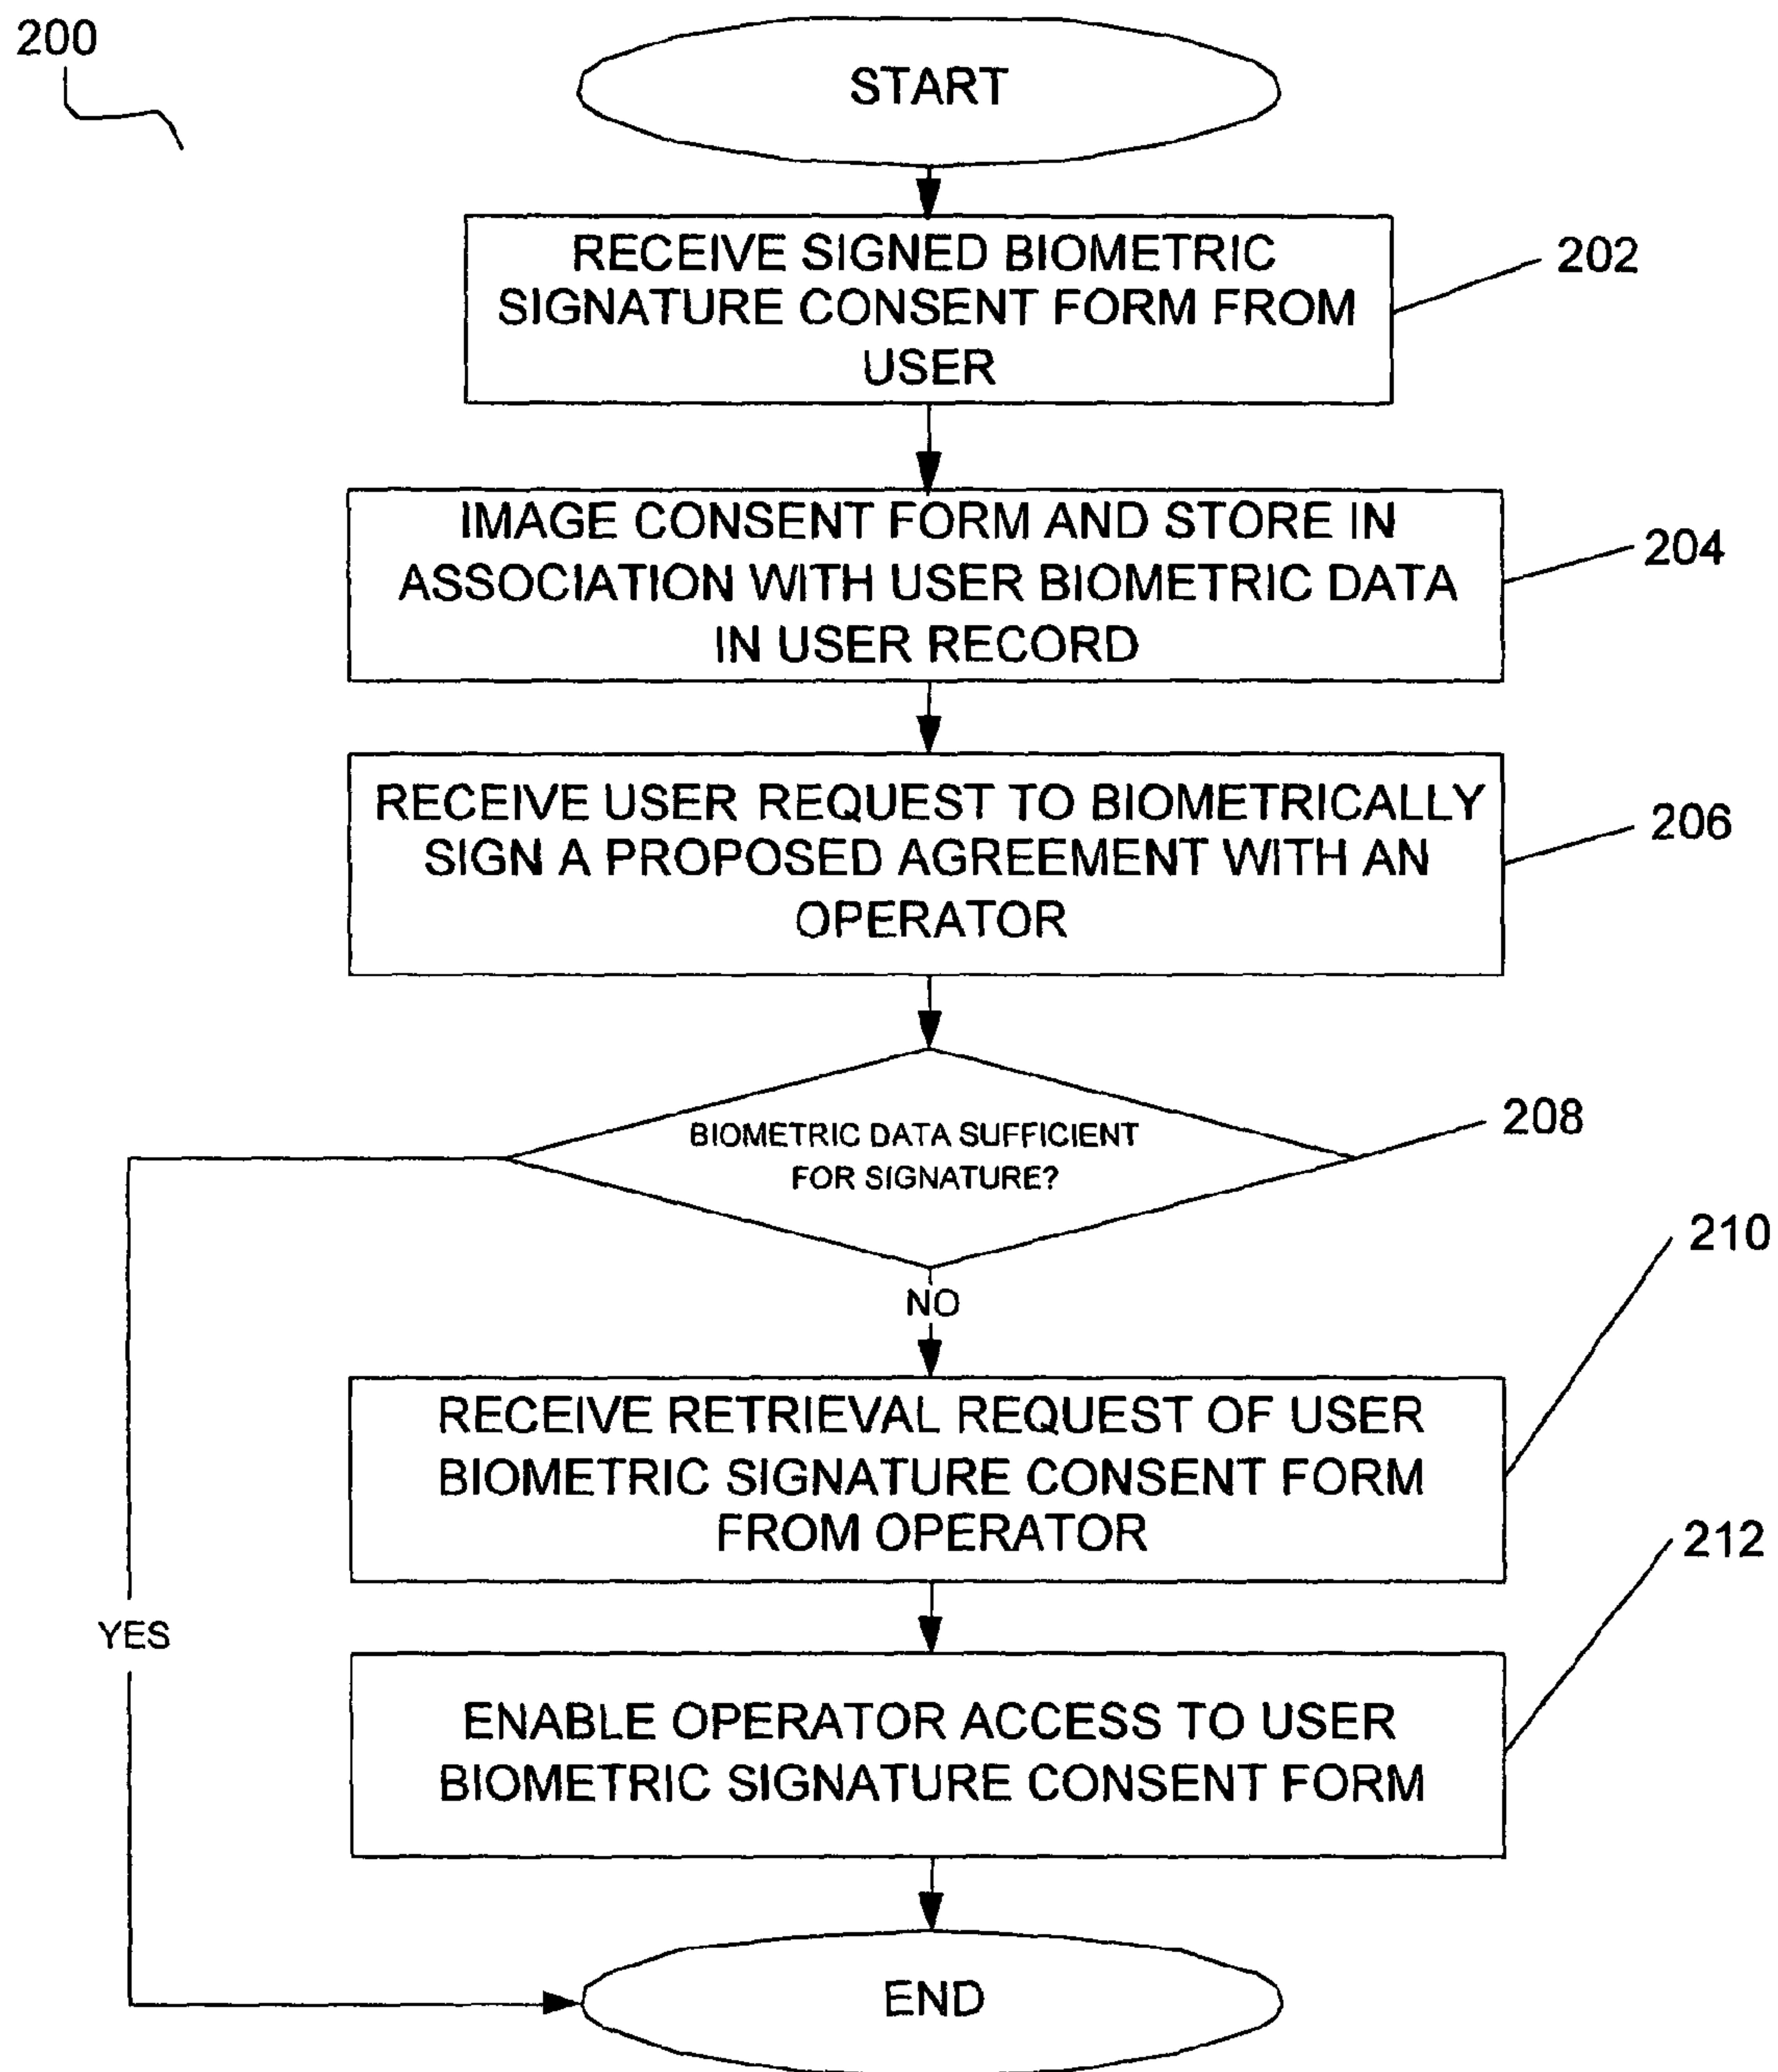 200
START
RECEIVE SIGNED BIOMETRIC
SIGNATURE CONSENT FORM FROM
USER
202
IMAGE CONSENT FORM AND STORE IN
ASSOCIATION WITH USER BIOMETRIC DATA
IN USER RECORD
204
RECEIVE USER REQUEST TO BIOMETRICALLY
SIGN A PROPOSED AGREEMENT WITH AN
OPERATOR
206
BIOMETRIC DATA SUFFICIENT
FOR SIGNATURE?
208
NO
210
RECEIVE RETRIEVAL REQUEST OF USER
BIOMETRIC SIGNATURE CONSENT FORM
FROM OPERATOR
212
YES
ENABLE OPERATOR ACCESS TO USER
BIOMETRIC SIGNATURE CONSENT FORM
END